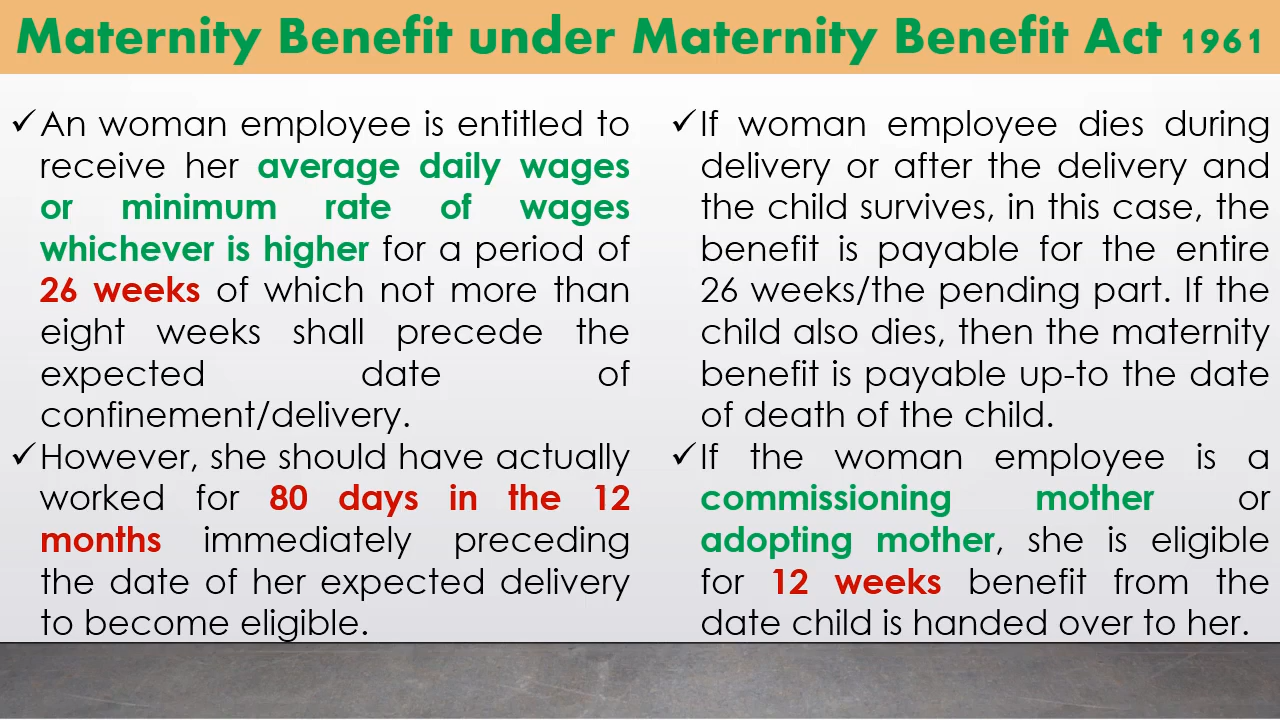 Maternity Benefit under Maternity Benefit Act 1961
✓An woman employee is entitled to
receive her average daily wages
or minimum rate of wages
whichever is higher for a period of
26 weeks of which not more than
eight weeks shall precede the
expected date of
confinement/delivery.
✓However, she should have actually
worked for 80 days in the 12
months immediately preceding
the date of her expected delivery
to become eligible.
✓If woman employee dies during
delivery or after the delivery and
the child survives, in this case, the
benefit is payable for the entire
26 weeks/the pending part. If the
child also dies, then the maternity
benefit is payable up-to the date
of death of the child.
✓If the woman employee is a
commissioning mother or
adopting mother, she is eligible
for 12 weeks benefit from the
date child is handed over to her.